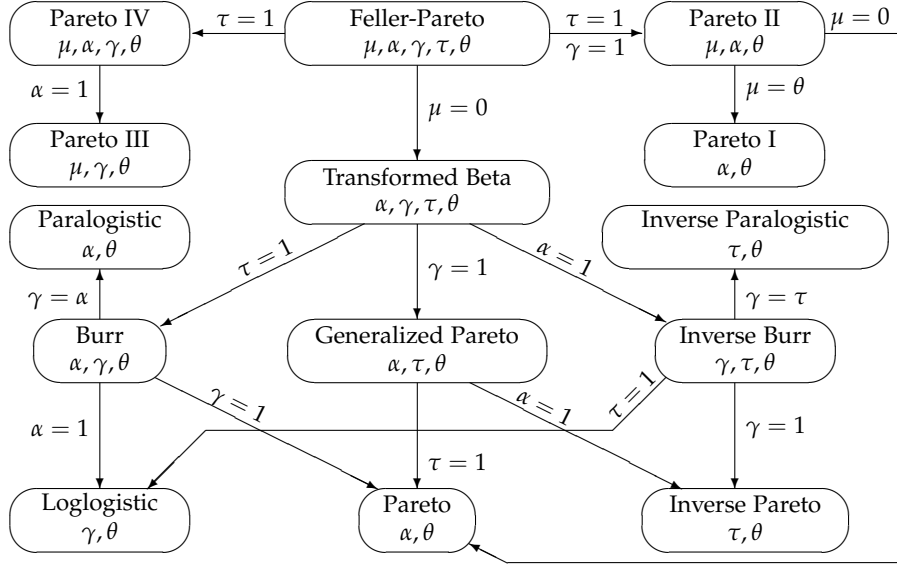 Pareto IV
μ, α, γ, θ
τ = 1
Feller-Pareto
μ, α, γ, τ, θ
τ = 1
γ = 1
Pareto II
μ, α, θ
μ = 0
α = 1
μ = 0
μ = θ
Pareto III
μ, γ, θ
Pareto I
α, θ
Transformed Beta
α, γ, τ, θ
Paralogistic
α, θ
Inverse Paralogistic
τ, θ
τ = 1
γ = 1
α = 1
γ = α
γ = τ
Burr
α, γ, θ
Generalized Pareto
α, τ, θ
Inverse Burr
γ, τ, θ
α = 1
γ = 1
α = 1
τ = 1
γ = 1
τ = 1
Loglogistic
γ, θ
Pareto
α, θ
Inverse Pareto
τ, θ